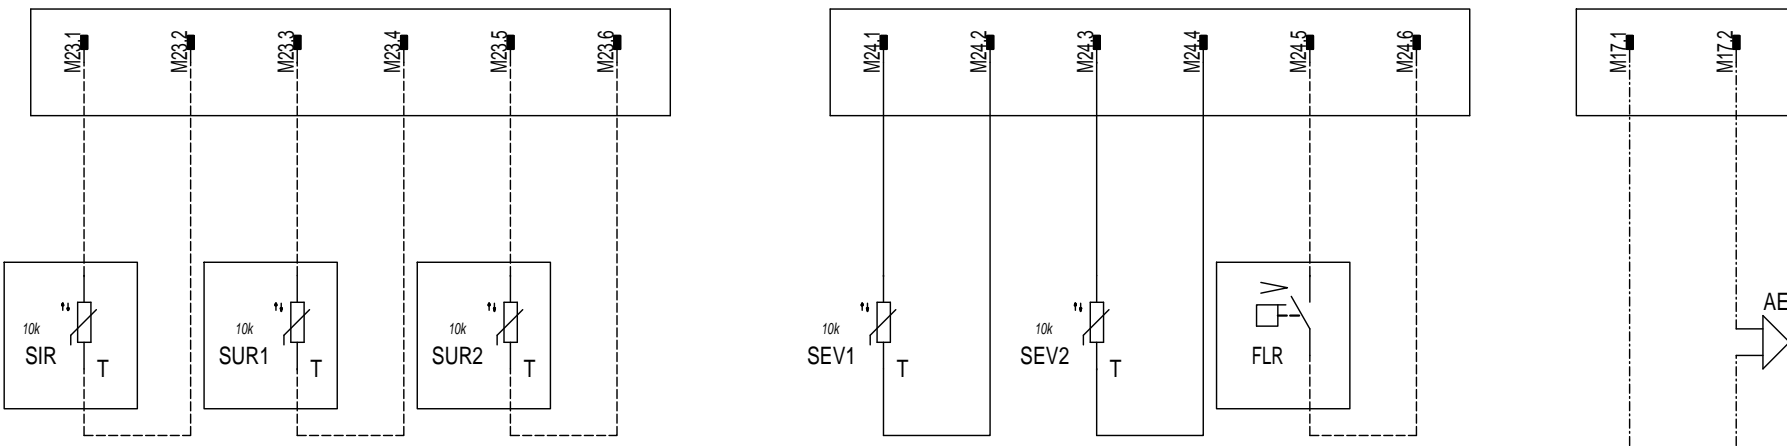 M23.1
M23.2
M23.3
M23.4
M23.5
M23.6
M24.1
M24.2
M24.3
M24.4
M24.5
M24.6
M17.1
M17.2
10k
SIR
T
10k
SUR1
T
10k
SUR2
T
10k
SEV1
T
10k
SEV2
T
FLR
AE